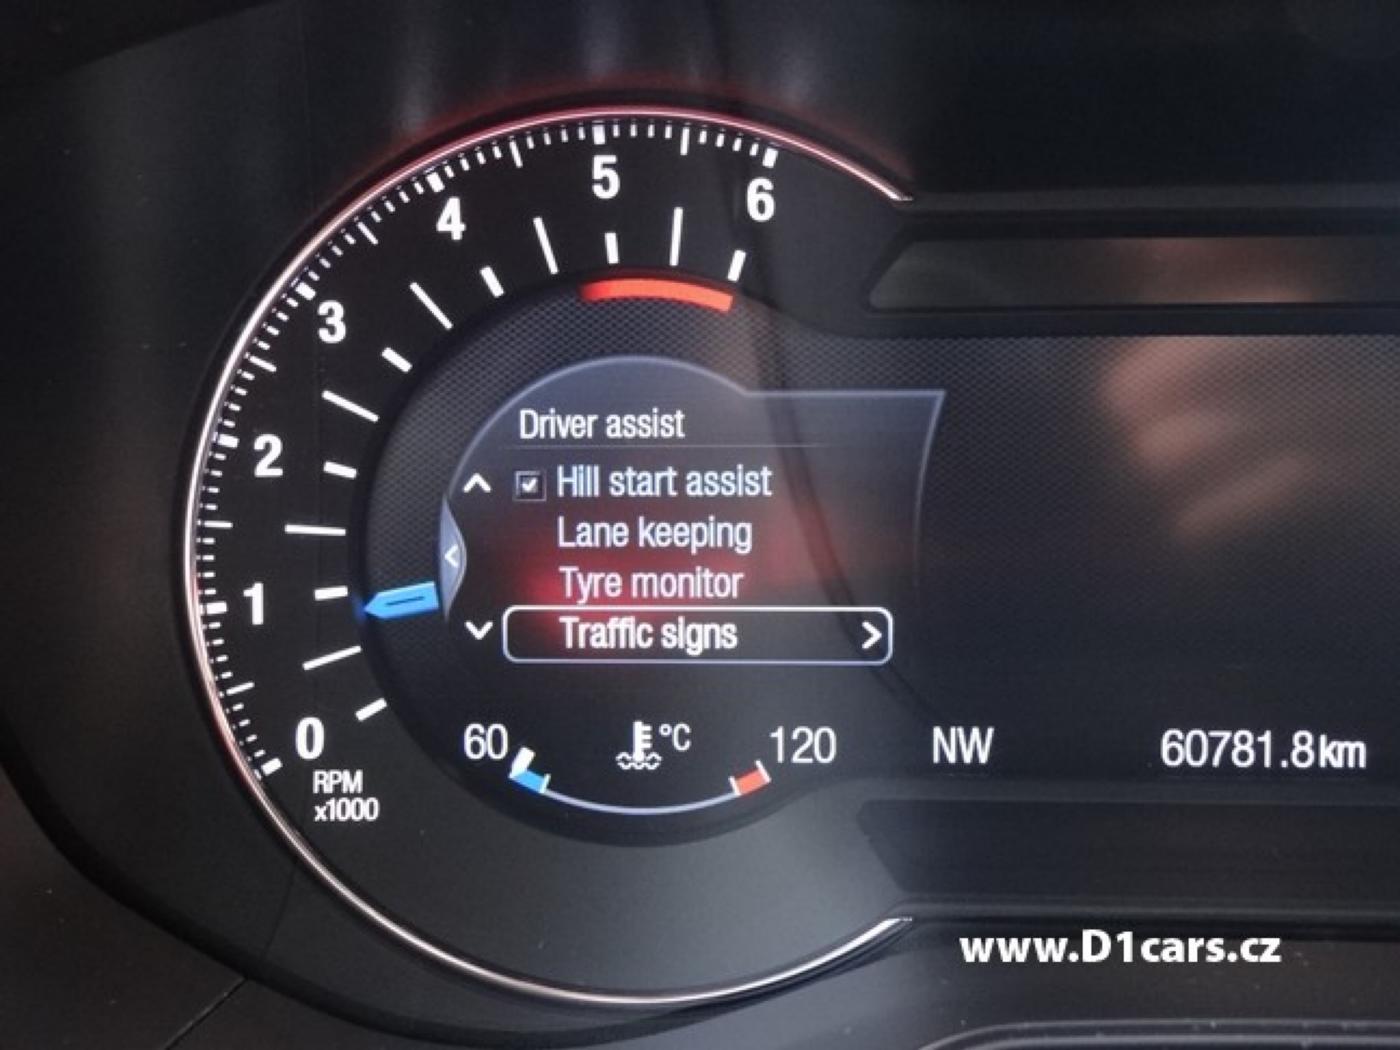 5
6
4
3
2
1
0
RPM
x1000
Driver assist
Hill start assist
Lane keeping
Tyre monitor
Traffic signs
60 °C 120 NW 60781.8km
www.D1cars.cz